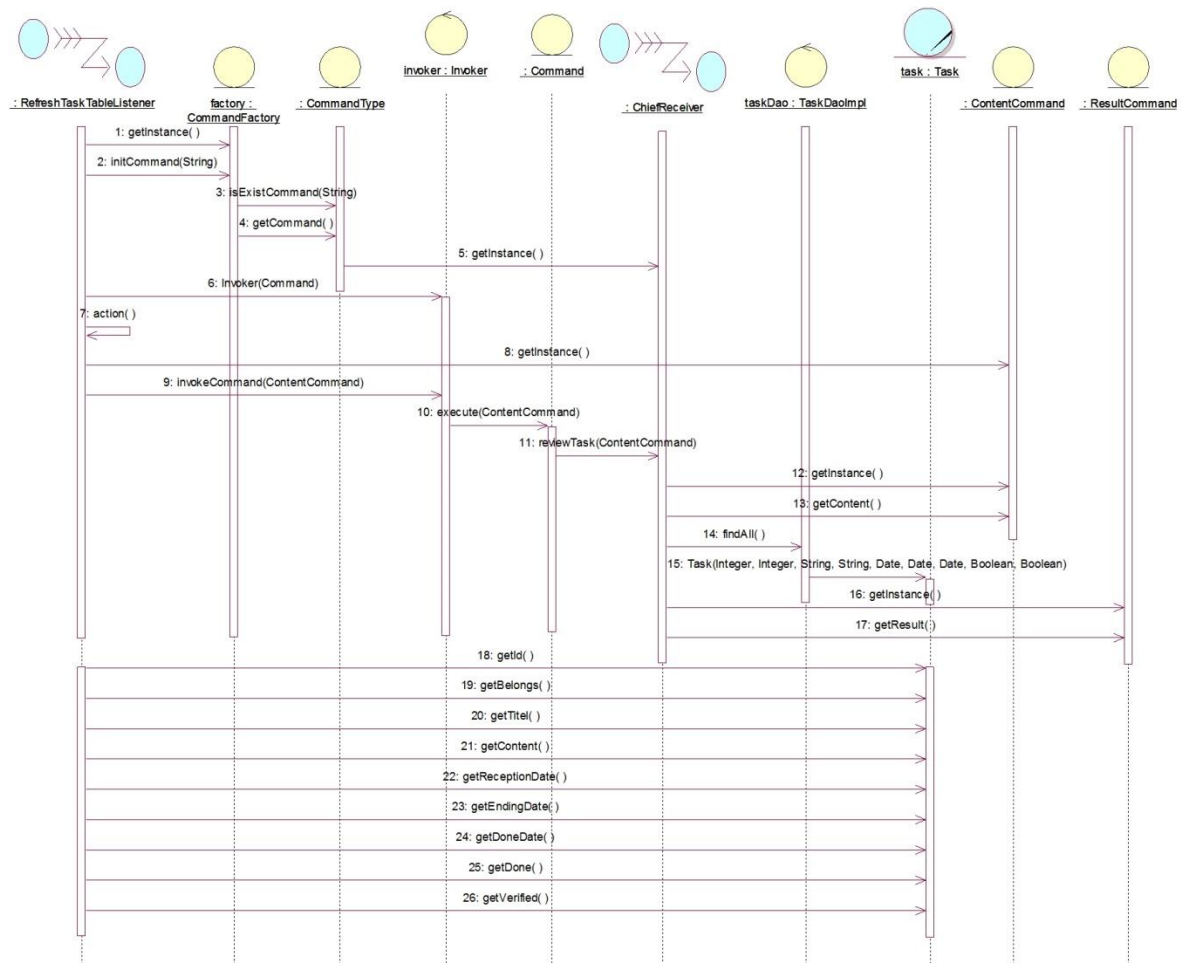 : RefreshTaskTableListener
factory :
CommandFactory
: CommandType
invoker : Invoker
: Command
: ChiefReceiver
taskDao : TaskDaoImpl
task : Task
: ContentCommand
: ResultCommand
1: getInstance( )
2: initCommand(String)
3: isExistCommand(String)
4: getCommand( )
5: getInstance( )
6: Invoker(Command)
7: action( )
8: getInstance( )
9: invokeCommand(ContentCommand)
10: execute(ContentCommand)
11: reviewTask(ContentCommand)
12: getInstance( )
13: getContent( )
14: findAll( )
15: Task(Integer, Integer, String, String, Date, Date, Date, Boolean, Boolean)
16: getInstance( )
17: getResult( )
18: getId( )
19: getBelongs( )
20: getTitel( )
21: getContent( )
22: getReceptionDate( )
23: getEndingDate( )
24: getDoneDate( )
25: getDone( )
26: getVerified( )